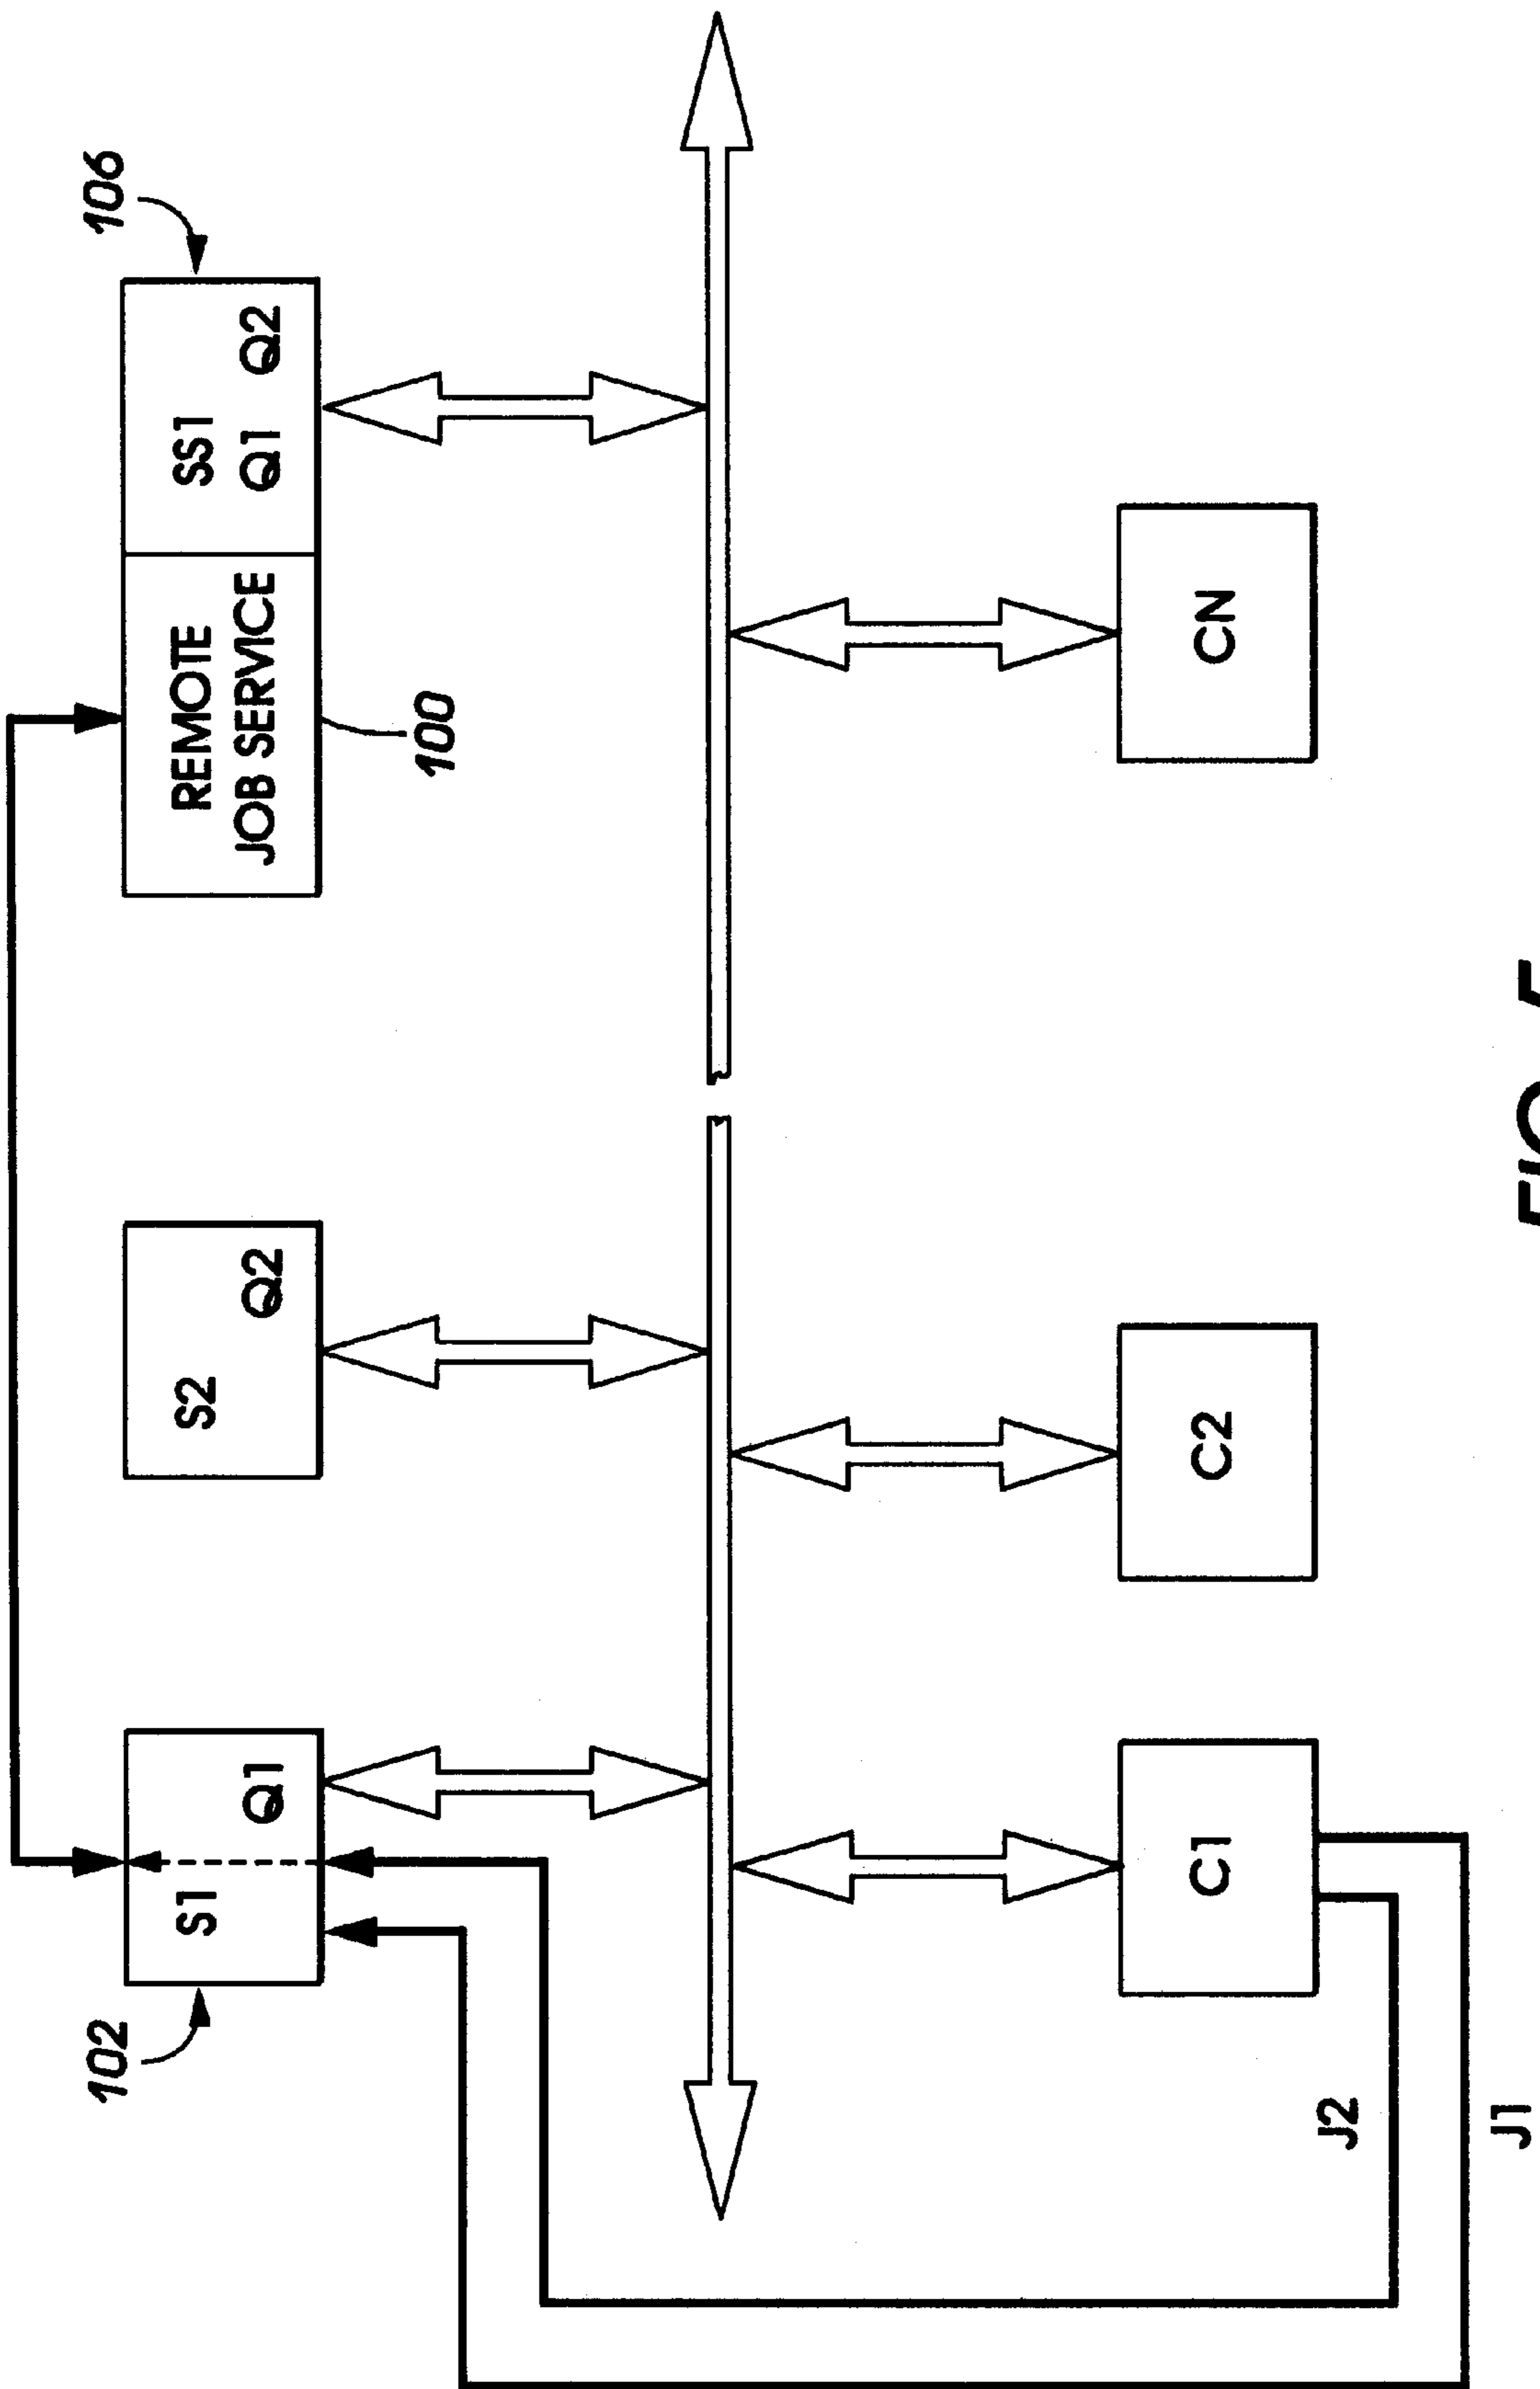 102
106
S1
Q1
S2
Q2
REMOTE
JOB SERVICE
SS1
Q1 Q2
100
C1
C2
CN
J2
J1
FIG